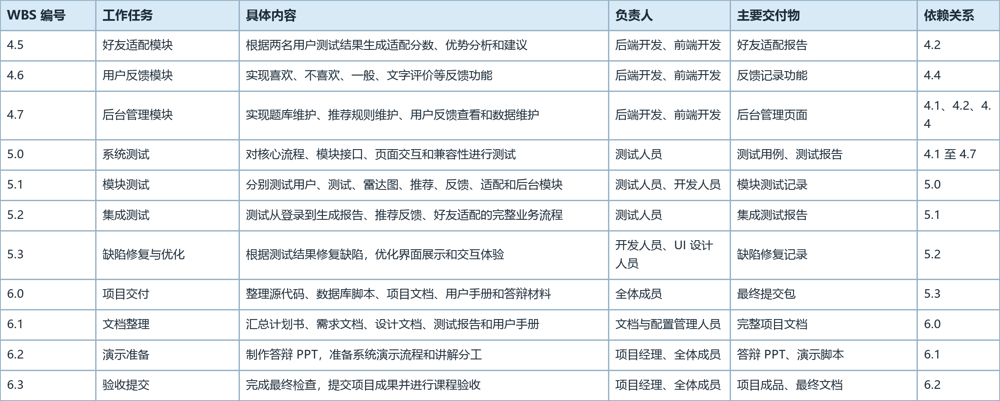 WBS 编号 工作任务 具体内容 负责人 主要交付物 依赖关系
4.5 好友适配模块 根据两名用户测试结果生成适配分数、优势分析和建议 后端开发、前端开发 好友适配报告 4.2
4.6 用户反馈模块 实现喜欢、不喜欢、一般、文字评价等反馈功能 后端开发、前端开发 反馈记录功能 4.4
4.7 后台管理模块 实现题库维护、推荐规则维护、用户反馈查看和数据维护 后端开发、前端开发 后台管理页面 4.1、4.2、4.
4
5.0 系统测试 对核心流程、模块接口、页面交互和兼容性进行测试 测试人员 测试用例、测试报告 4.1 至 4.7
5.1 模块测试 分别测试用户、测试、雷达图、推荐、反馈、适配和后台模块 测试人员、开发人员 模块测试记录 5.0
5.2 集成测试 测试从登录到生成报告、推荐反馈、好友适配的完整业务流程 测试人员 集成测试报告 5.1
5.3 缺陷修复与优化 根据测试结果修复缺陷，优化界面展示和交互体验 开发人员、UI 设计
人员 缺陷修复记录 5.2
6.0 项目交付 整理源代码、数据库脚本、项目文档、用户手册和答辩材料 全体成员 最终提交包 5.3
6.1 文档整理 汇总计划书、需求文档、设计文档、测试报告和用户手册 文档与配置管理人员 完整项目文档 6.0
6.2 演示准备 制作答辩 PPT，准备系统演示流程和讲解分工 项目经理、全体成员 答辩 PPT、演示脚本 6.1
6.3 验收提交 完成最终检查，提交项目成果并进行课程验收 项目经理、全体成员 项目成品、最终文档 6.2